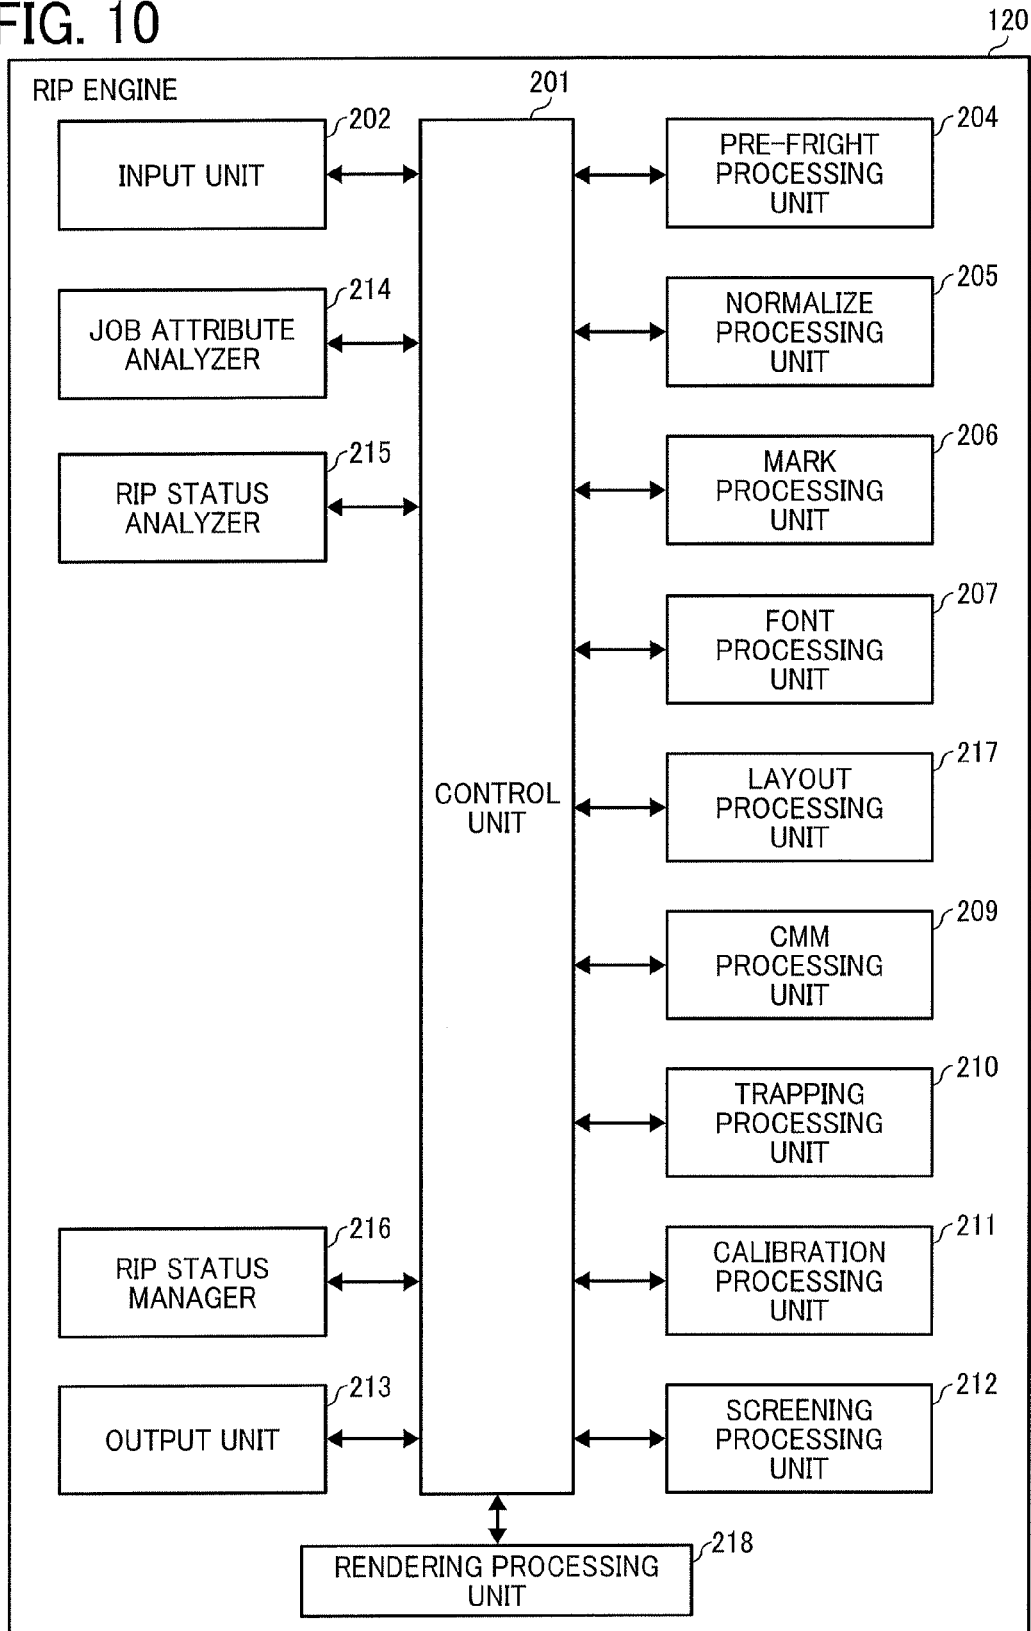 FIG. 10
120
RIP ENGINE
201
202
INPUT UNIT
204
PRE-FRIGHT
PROCESSING
UNIT
214
JOB ATTRIBUTE
ANALYZER
205
NORMALIZE
PROCESSING
UNIT
215
RIP STATUS
ANALYZER
206
MARK
PROCESSING
UNIT
207
FONT
PROCESSING
UNIT
CONTROL
UNIT
217
LAYOUT
PROCESSING
UNIT
209
CMM
PROCESSING
UNIT
210
TRAPPING
PROCESSING
UNIT
216
RIP STATUS
MANAGER
211
CALIBRATION
PROCESSING
UNIT
213
OUTPUT UNIT
212
SCREENING
PROCESSING
UNIT
218
RENDERING PROCESSING
UNIT